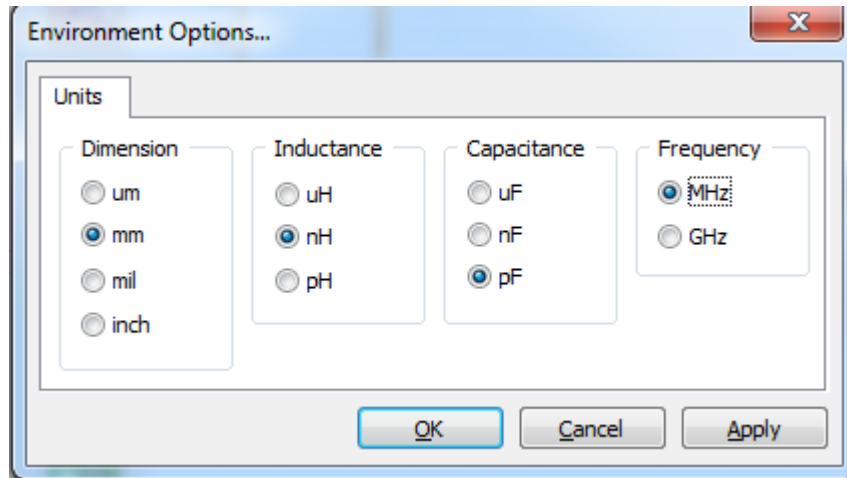 Environment Options...
Units
Dimension
um
mm
mil
inch
Inductance
uH
nH
pH
Capacitance
uF
nF
pF
Frequency
MHz
GHz
OK
Cancel
Apply